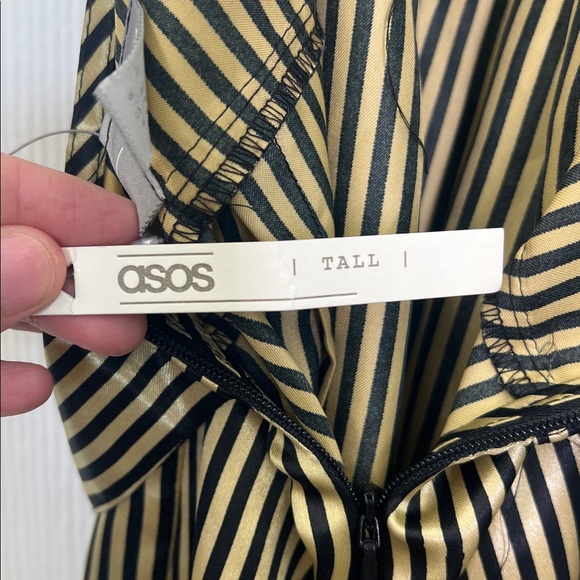 asos | TALL |